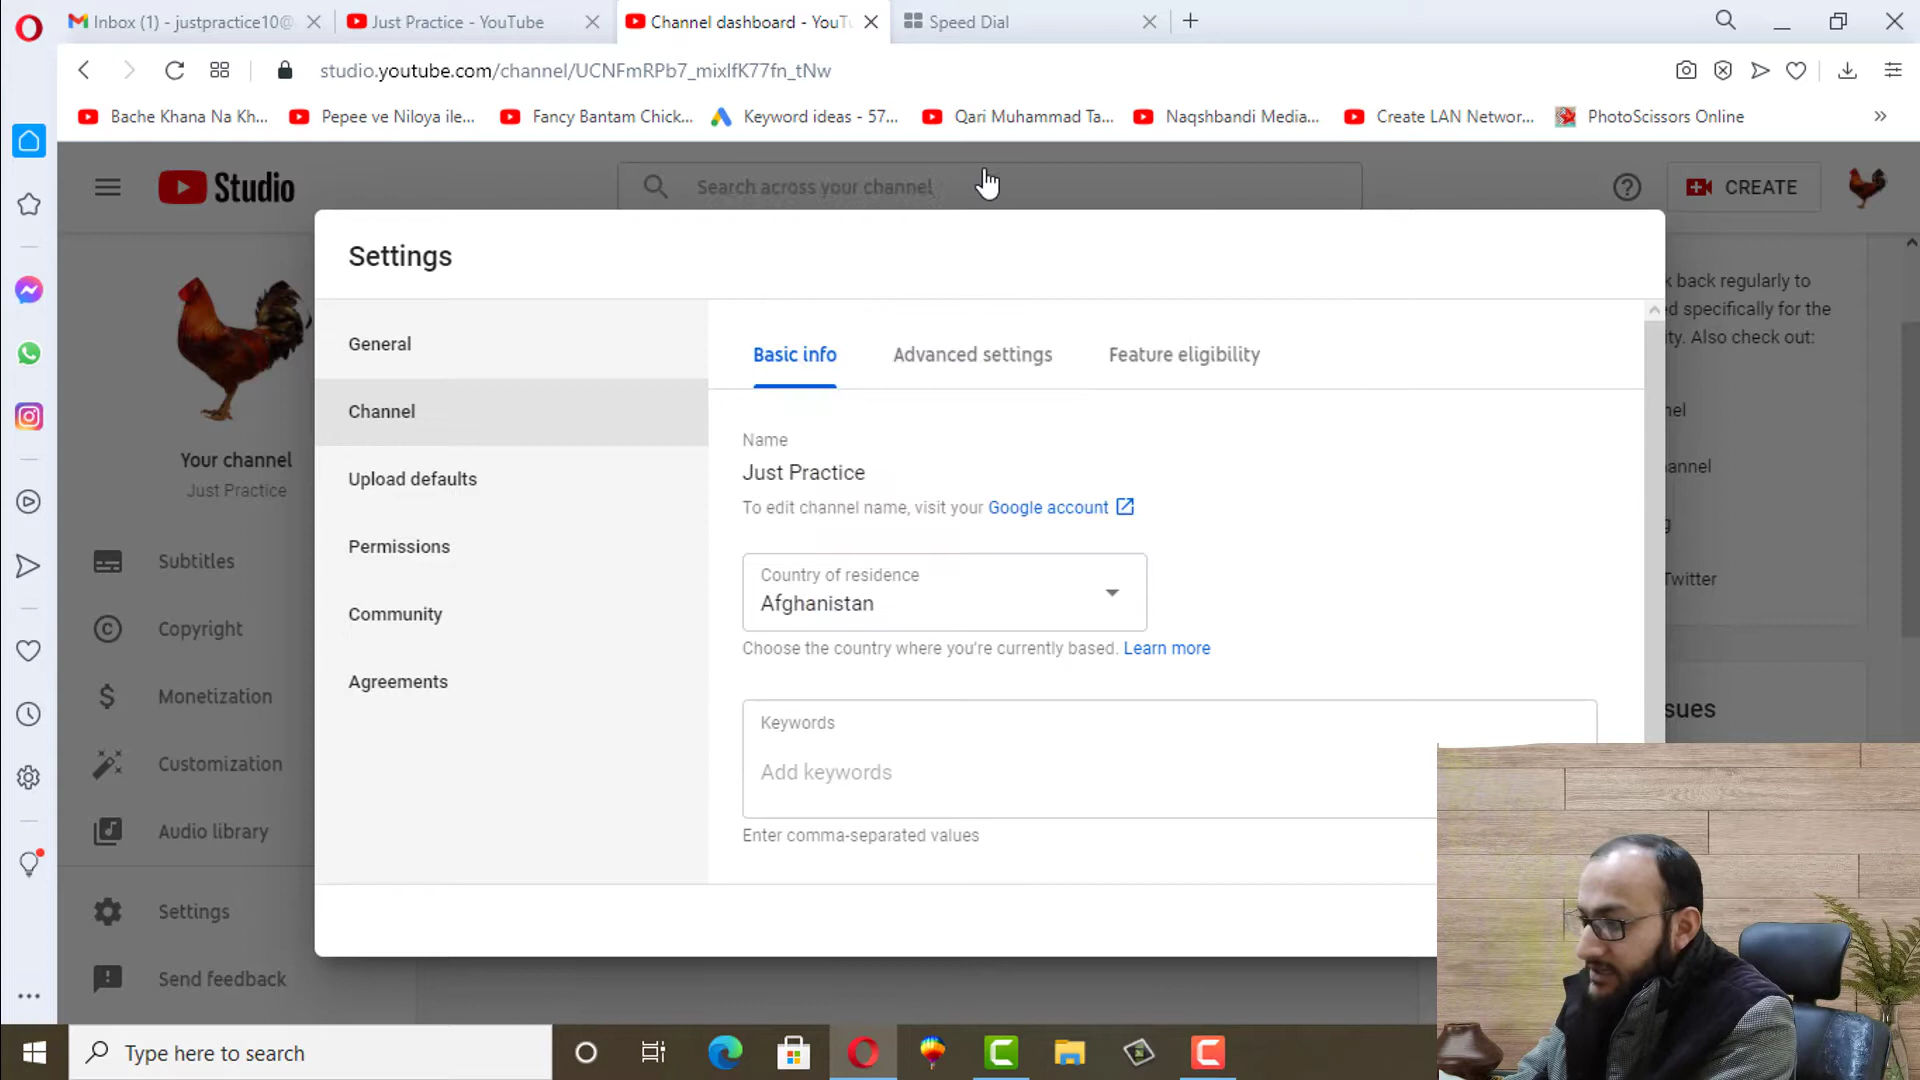 Inbox (1) - justpractice10@
Just Practice - YouTube
Channel dashboard - YouTu
Speed Dial
studio.youtube.com/channel/UCNFmRPb7_mixlfK77fn_tNw
Bache Khana Na Kh...
Pepee ve Niloya ile...
Fancy Bantam Chick...
Keyword ideas - 57...
Qari Muhammad Ta...
Naqshbandi Media...
Create LAN Networ...
PhotoScissors Online
Studio
Search across your channel
CREATE
Settings
k back regularly to
ed specifically for the
ity. Also check out:
General
Basic info
Advanced settings
Feature eligibility
Channel
Name
Just Practice
Your channel
Just Practice
Upload defaults
To edit channel name, visit your Google account
Permissions
Subtitles
Country of residence
Afghanistan
Twitter
Community
Copyright
Choose the country where you're currently based. Learn more
Agreements
Monetization
Keywords
sues
Customization
Add keywords
Audio library
Enter comma-separated values
Settings
Send feedback
Type here to search